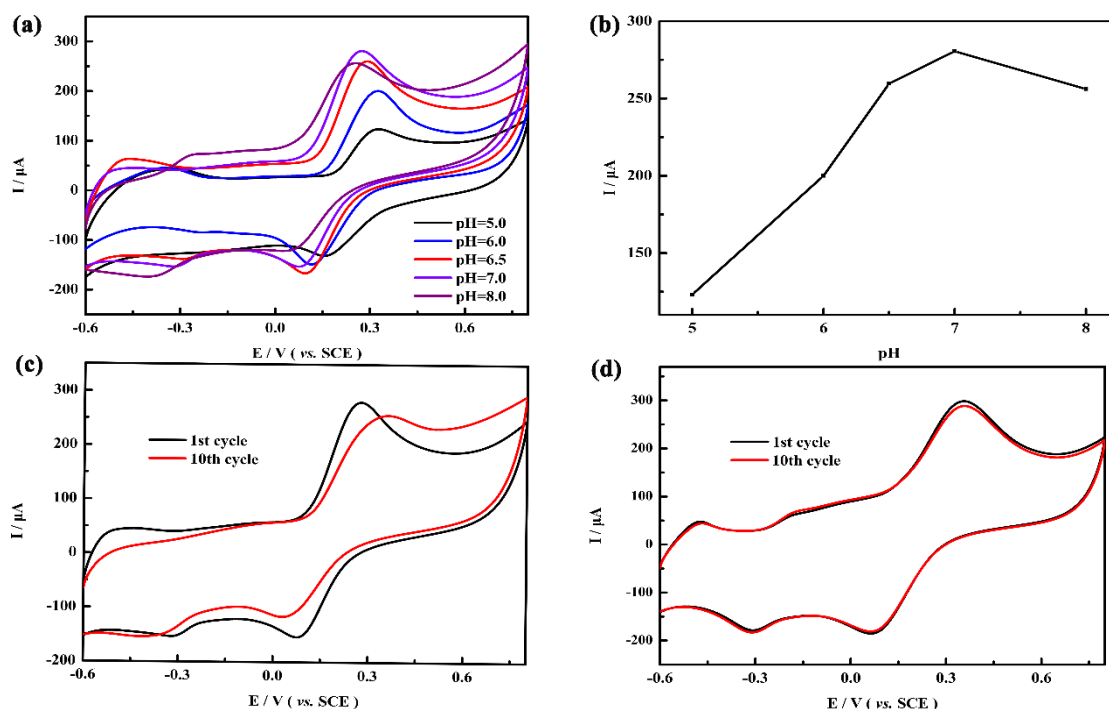 (a)
300
200
100
0
-100
-200
I / μA
pH=5.0
pH=6.0
pH=6.5
pH=7.0
pH=8.0
-0.6
-0.3
0.0
0.3
0.6
E / V ( vs. SCE )
(b)
300
250
200
150
I / μA
5
6
7
8
pH
(c)
300
200
100
0
-100
-200
I / μA
1st cycle
10th cycle
-0.6
-0.3
0.0
0.3
0.6
E / V ( vs. SCE )
(d)
300
200
100
0
-100
-200
I / μA
1st cycle
10th cycle
-0.6
-0.3
0.0
0.3
0.6
E / V ( vs. SCE )